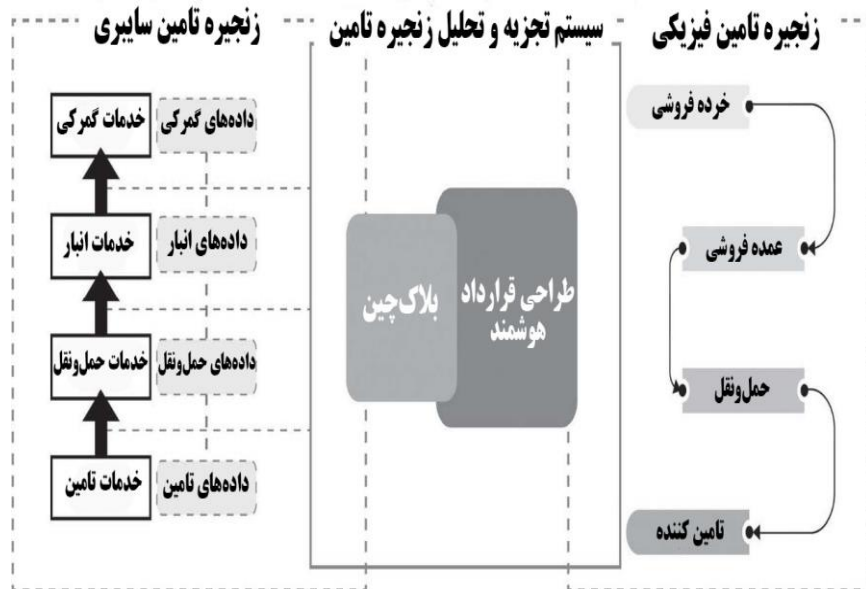 زنجیره تامین فیزیکی
سیستم تجزیه و تحلیل زنجیره تامین
زنجیره تامین سایبری
خرده فروشی
عمده فروشی
حمل‌ونقل
تامین کننده
طراحی قرارداد
هوشمند
بلاک‌چین
داده‌های گمرکی
خدمات گمرکی
داده‌های انبار
خدمات انبار
داده‌های حمل‌ونقل
خدمات حمل‌ونقل
داده‌های تامین
خدمات تامین